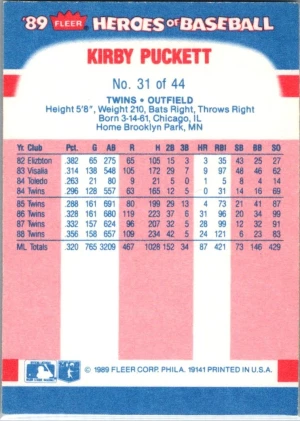 '89 FLEER HEROES OF BASEBALL
KIRBY PUCKETT
No. 31 of 44
TWINS • OUTFIELD
Height 5'8", Weight 210, Bats Right, Throws Right
Born 3-14-61, Chicago, IL
Home Brooklyn Park, MN
Yr. Club Pct. G AB R H 2B 3B HR RBI SB BB SO
82 Elizbton .382 65 275 65 105 15 3 3 35 43 25 27
83 Visalia .314 138 548 105 172 29 7 9 97 48 46 62
84 Toledo .263 21 80 9 21 5 0 1 5 8 4 14
84 Twins .296 128 557 63 165 12 5 0 31 14 16 69
85 Twins .288 161 691 80 199 29 13 4 73 21 41 87
86 Twins .328 161 680 119 223 37 6 31 96 20 34 99
87 Twins .332 157 624 96 207 32 5 28 99 12 32 91
88 Twins .356 158 657 109 234 42 5 24 121 6 23 83
ML Totals .320 765 3209 467 1028 152 34 87 421 73 146 429
© 1989 FLEER CORP. PHILA. 19141 PRINTED IN U.S.A.